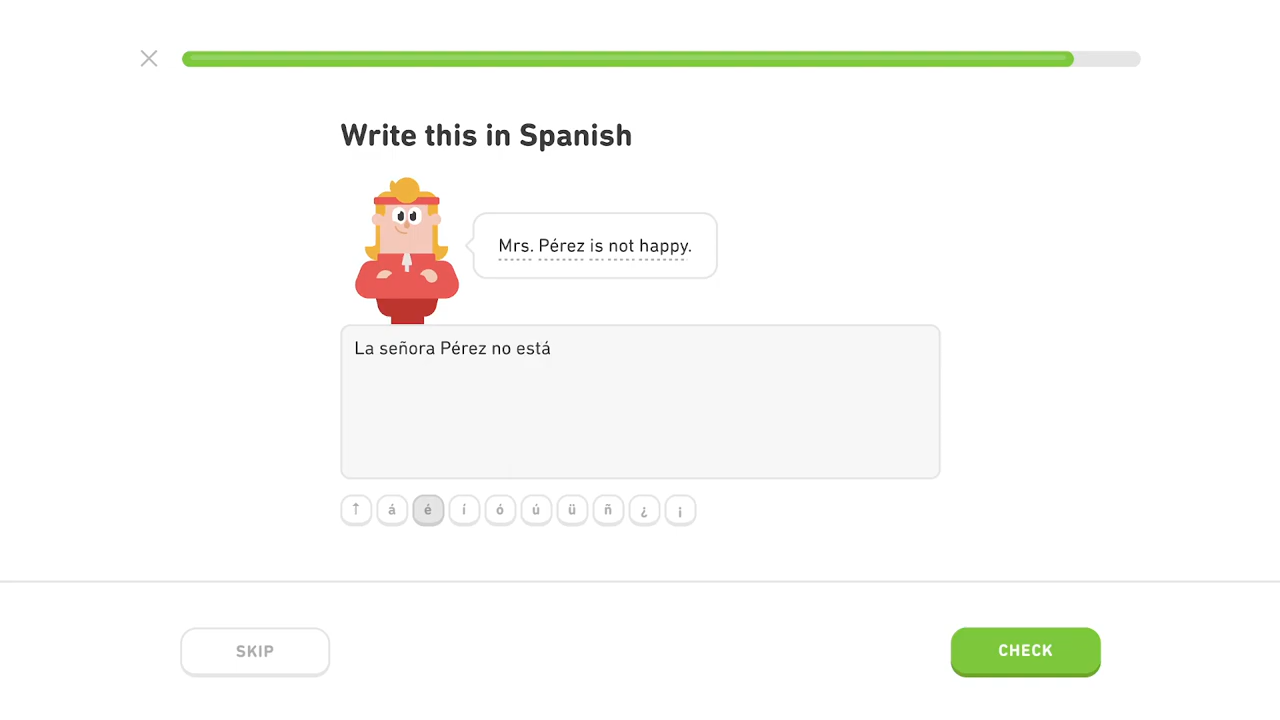 Write this in Spanish
Mrs. Pérez is not happy.
La señora Pérez no está
↑ á é í ó ú ü ñ ¿ ¡
SKIP
CHECK